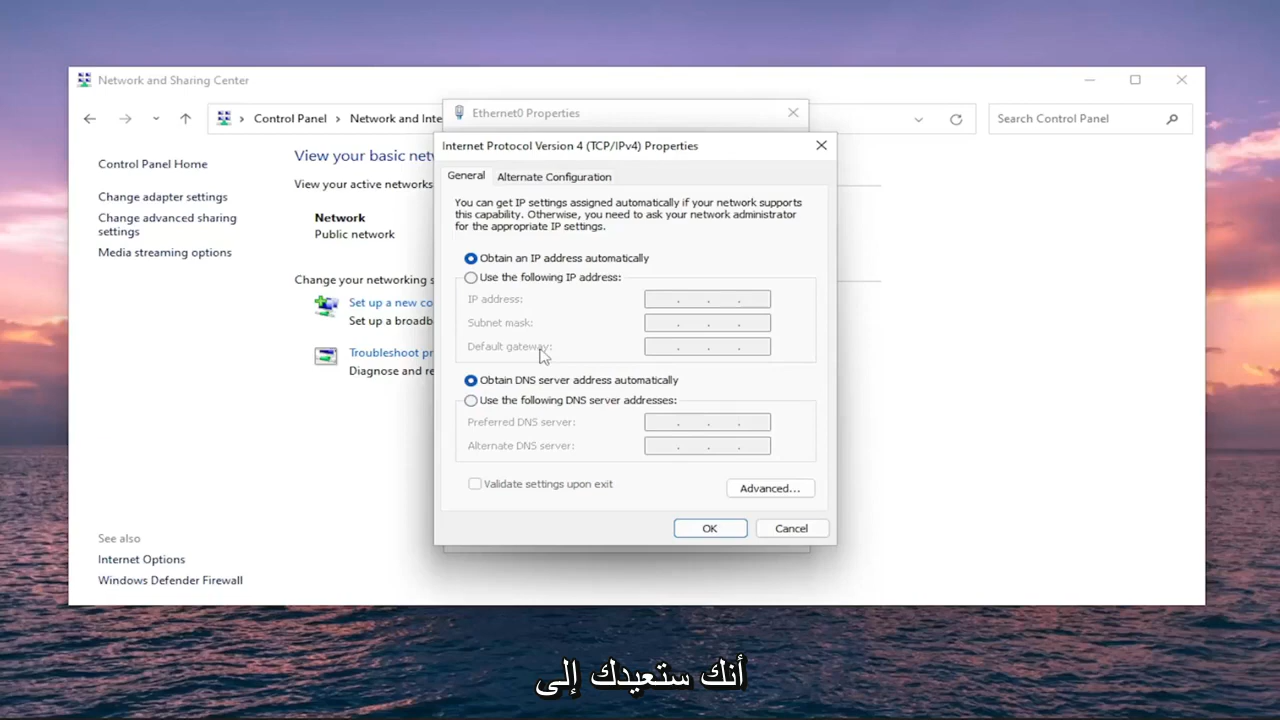 Network and Sharing Center
Control Panel > Network and Inte
Search Control Panel
Ethernet0 Properties
Internet Protocol Version 4 (TCP/IPv4) Properties
General
Alternate Configuration
You can get IP settings assigned automatically if your network supports
this capability. Otherwise, you need to ask your network administrator
for the appropriate IP settings.
Obtain an IP address automatically
Use the following IP address:
IP address:
Subnet mask:
Default gateway:
Obtain DNS server address automatically
Use the following DNS server addresses:
Preferred DNS server:
Alternate DNS server:
Validate settings upon exit
Advanced...
OK
Cancel
Control Panel Home
Change adapter settings
Change advanced sharing
settings
Media streaming options
View your basic netw
View your active networks
Network
Public network
Change your networking s
Set up a new co
Set up a broadb
Troubleshoot pr
Diagnose and re
See also
Internet Options
Windows Defender Firewall
أنك ستعيدك إلى